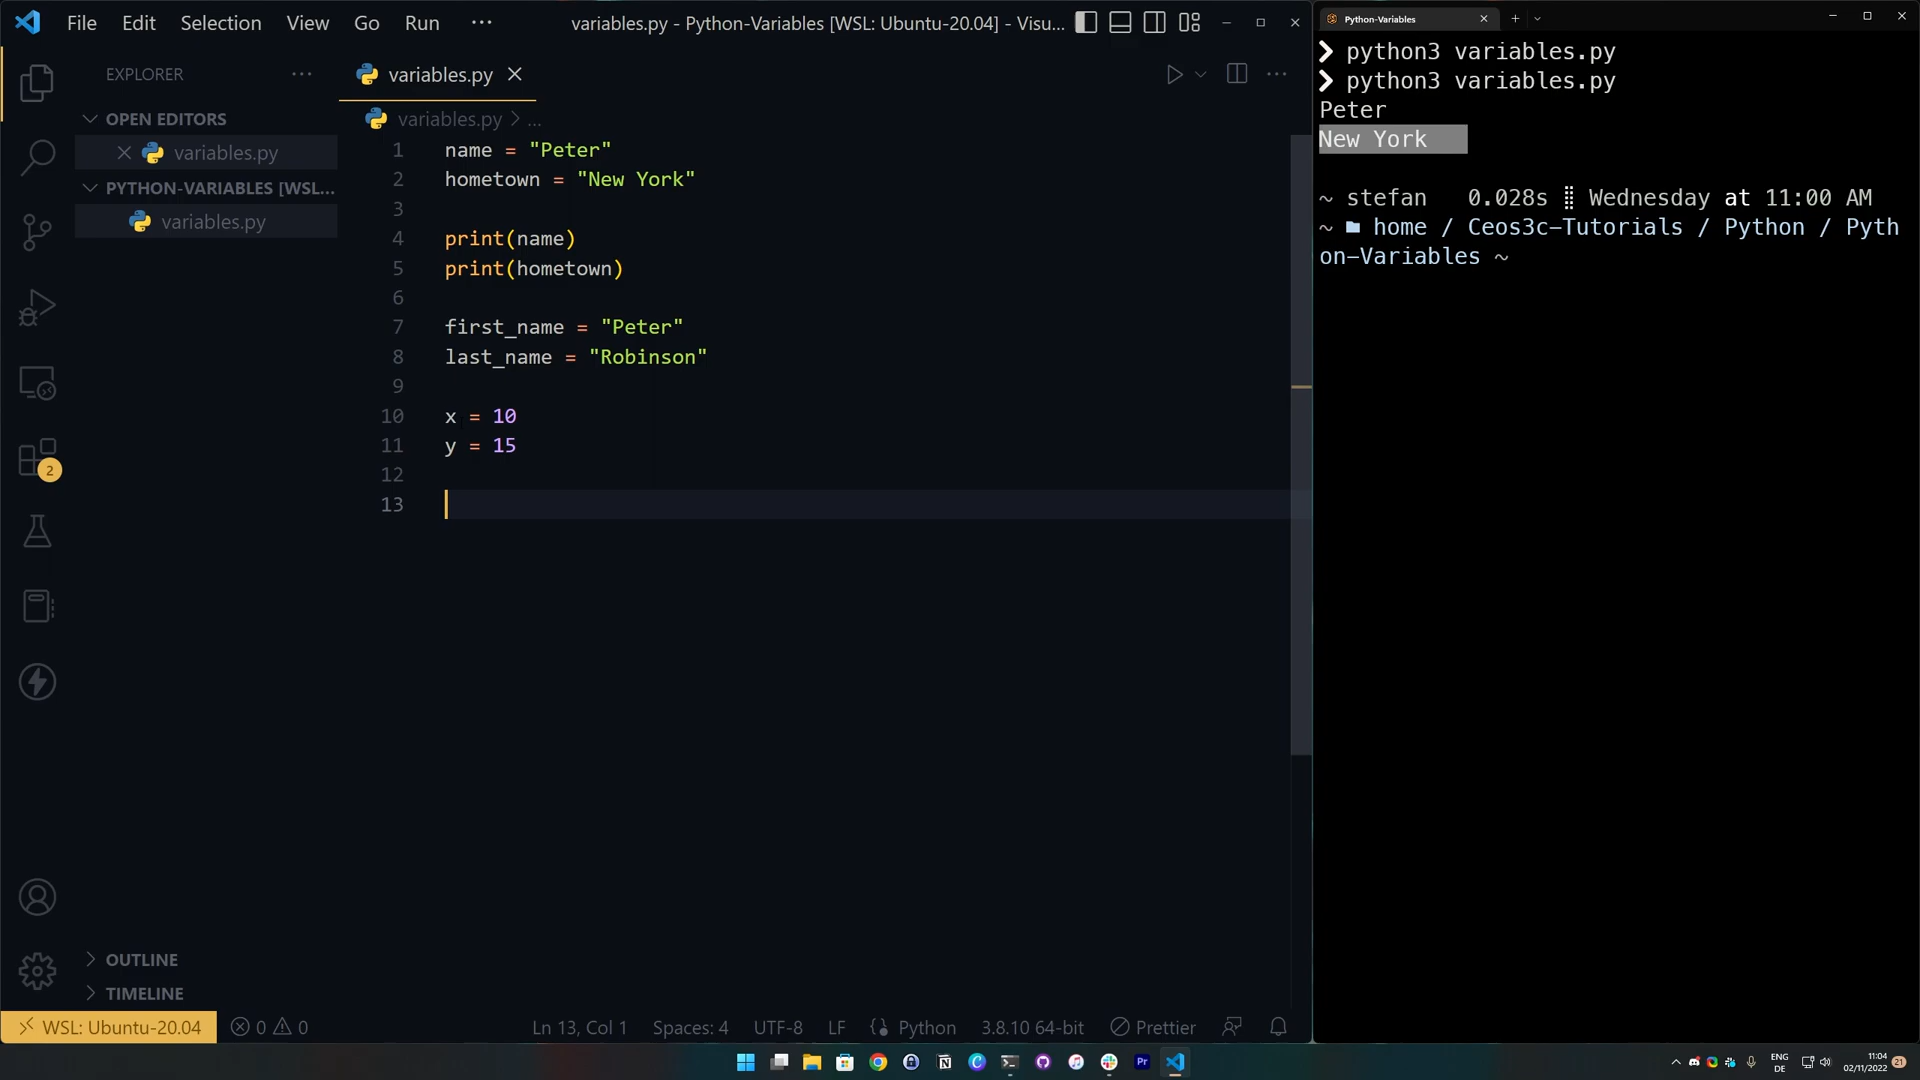 File Edit Selection View Go Run ··· variables.py - Python-Variables [WSL: Ubuntu-20.04] - Visu...
EXPLORER ···
OPEN EDITORS
variables.py
PYTHON-VARIABLES [WSL...
variables.py
variables.py
variables.py > ...
1 name = "Peter"
2 hometown = "New York"
3
4 print(name)
5 print(hometown)
6
7 first_name = "Peter"
8 last_name = "Robinson"
9
10 x = 10
11 y = 15
12
13
2
OUTLINE
TIMELINE
WSL: Ubuntu-20.04 0 0 Ln 13, Col 1 Spaces: 4 UTF-8 LF Python 3.8.10 64-bit Prettier
Python-Variables
❯ python3 variables.py
❯ python3 variables.py
Peter
New York
~ stefan 0.028s ⣿ Wednesday at 11:00 AM
~ home / Ceos3c-Tutorials / Python / Pyth
on-Variables ~
ENG
DE
11:04
02/11/2022
21